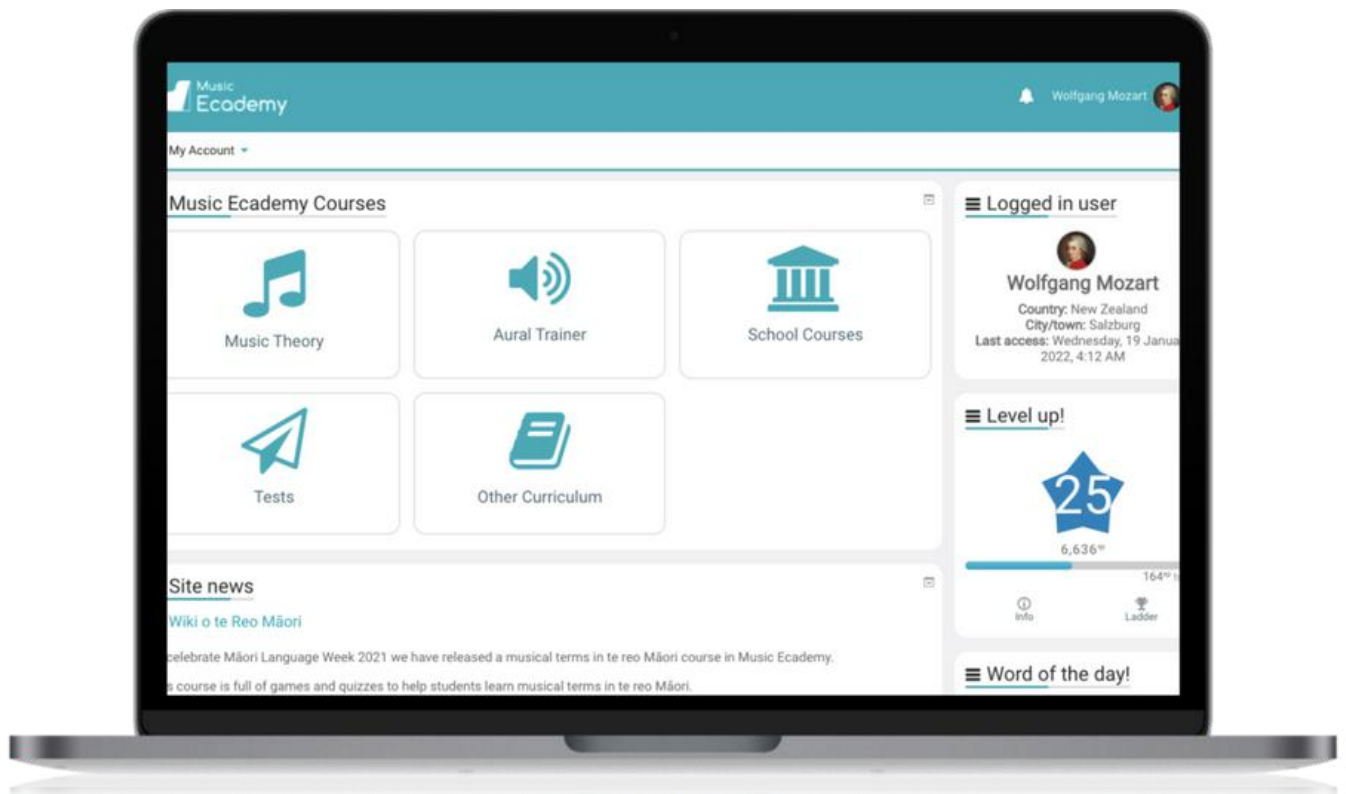 Music
Ecademy
Wolfgang Mozart
My Account
Music Ecademy Courses
Music Theory
Aural Trainer
School Courses
Tests
Other Curriculum
Site news
Wiki o te Reo Māori
celebrate Māori Language Week 2021 we have released a musical terms in te reo Māori course in Music Ecademy.
s course is full of games and quizzes to help students learn musical terms in te reo Māori.
Logged in user
Wolfgang Mozart
Country: New Zealand
City/town: Salzburg
Last access: Wednesday, 19 Janua
2022, 4:12 AM
Level up!
25
6,636xp
164xp
Info
Ladder
Word of the day!